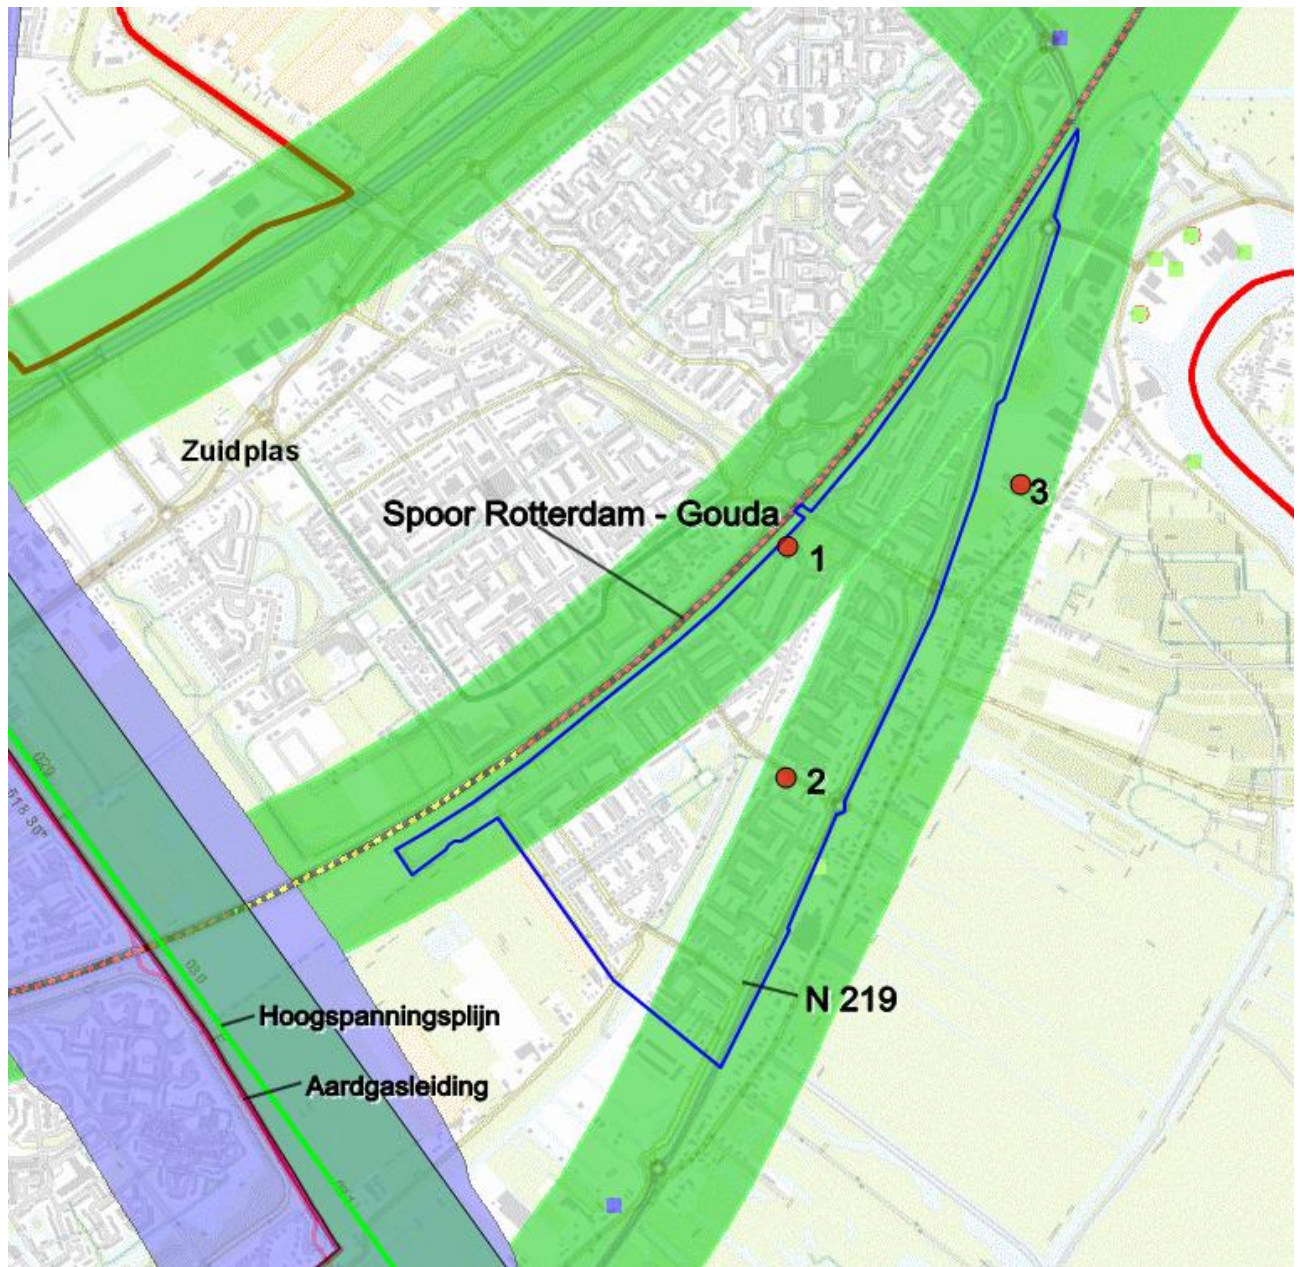 Zuidplas
Spoor Rotterdam - Gouda
1
3
2
N 219
Hoogspanningsplijn
Aardgasleiding